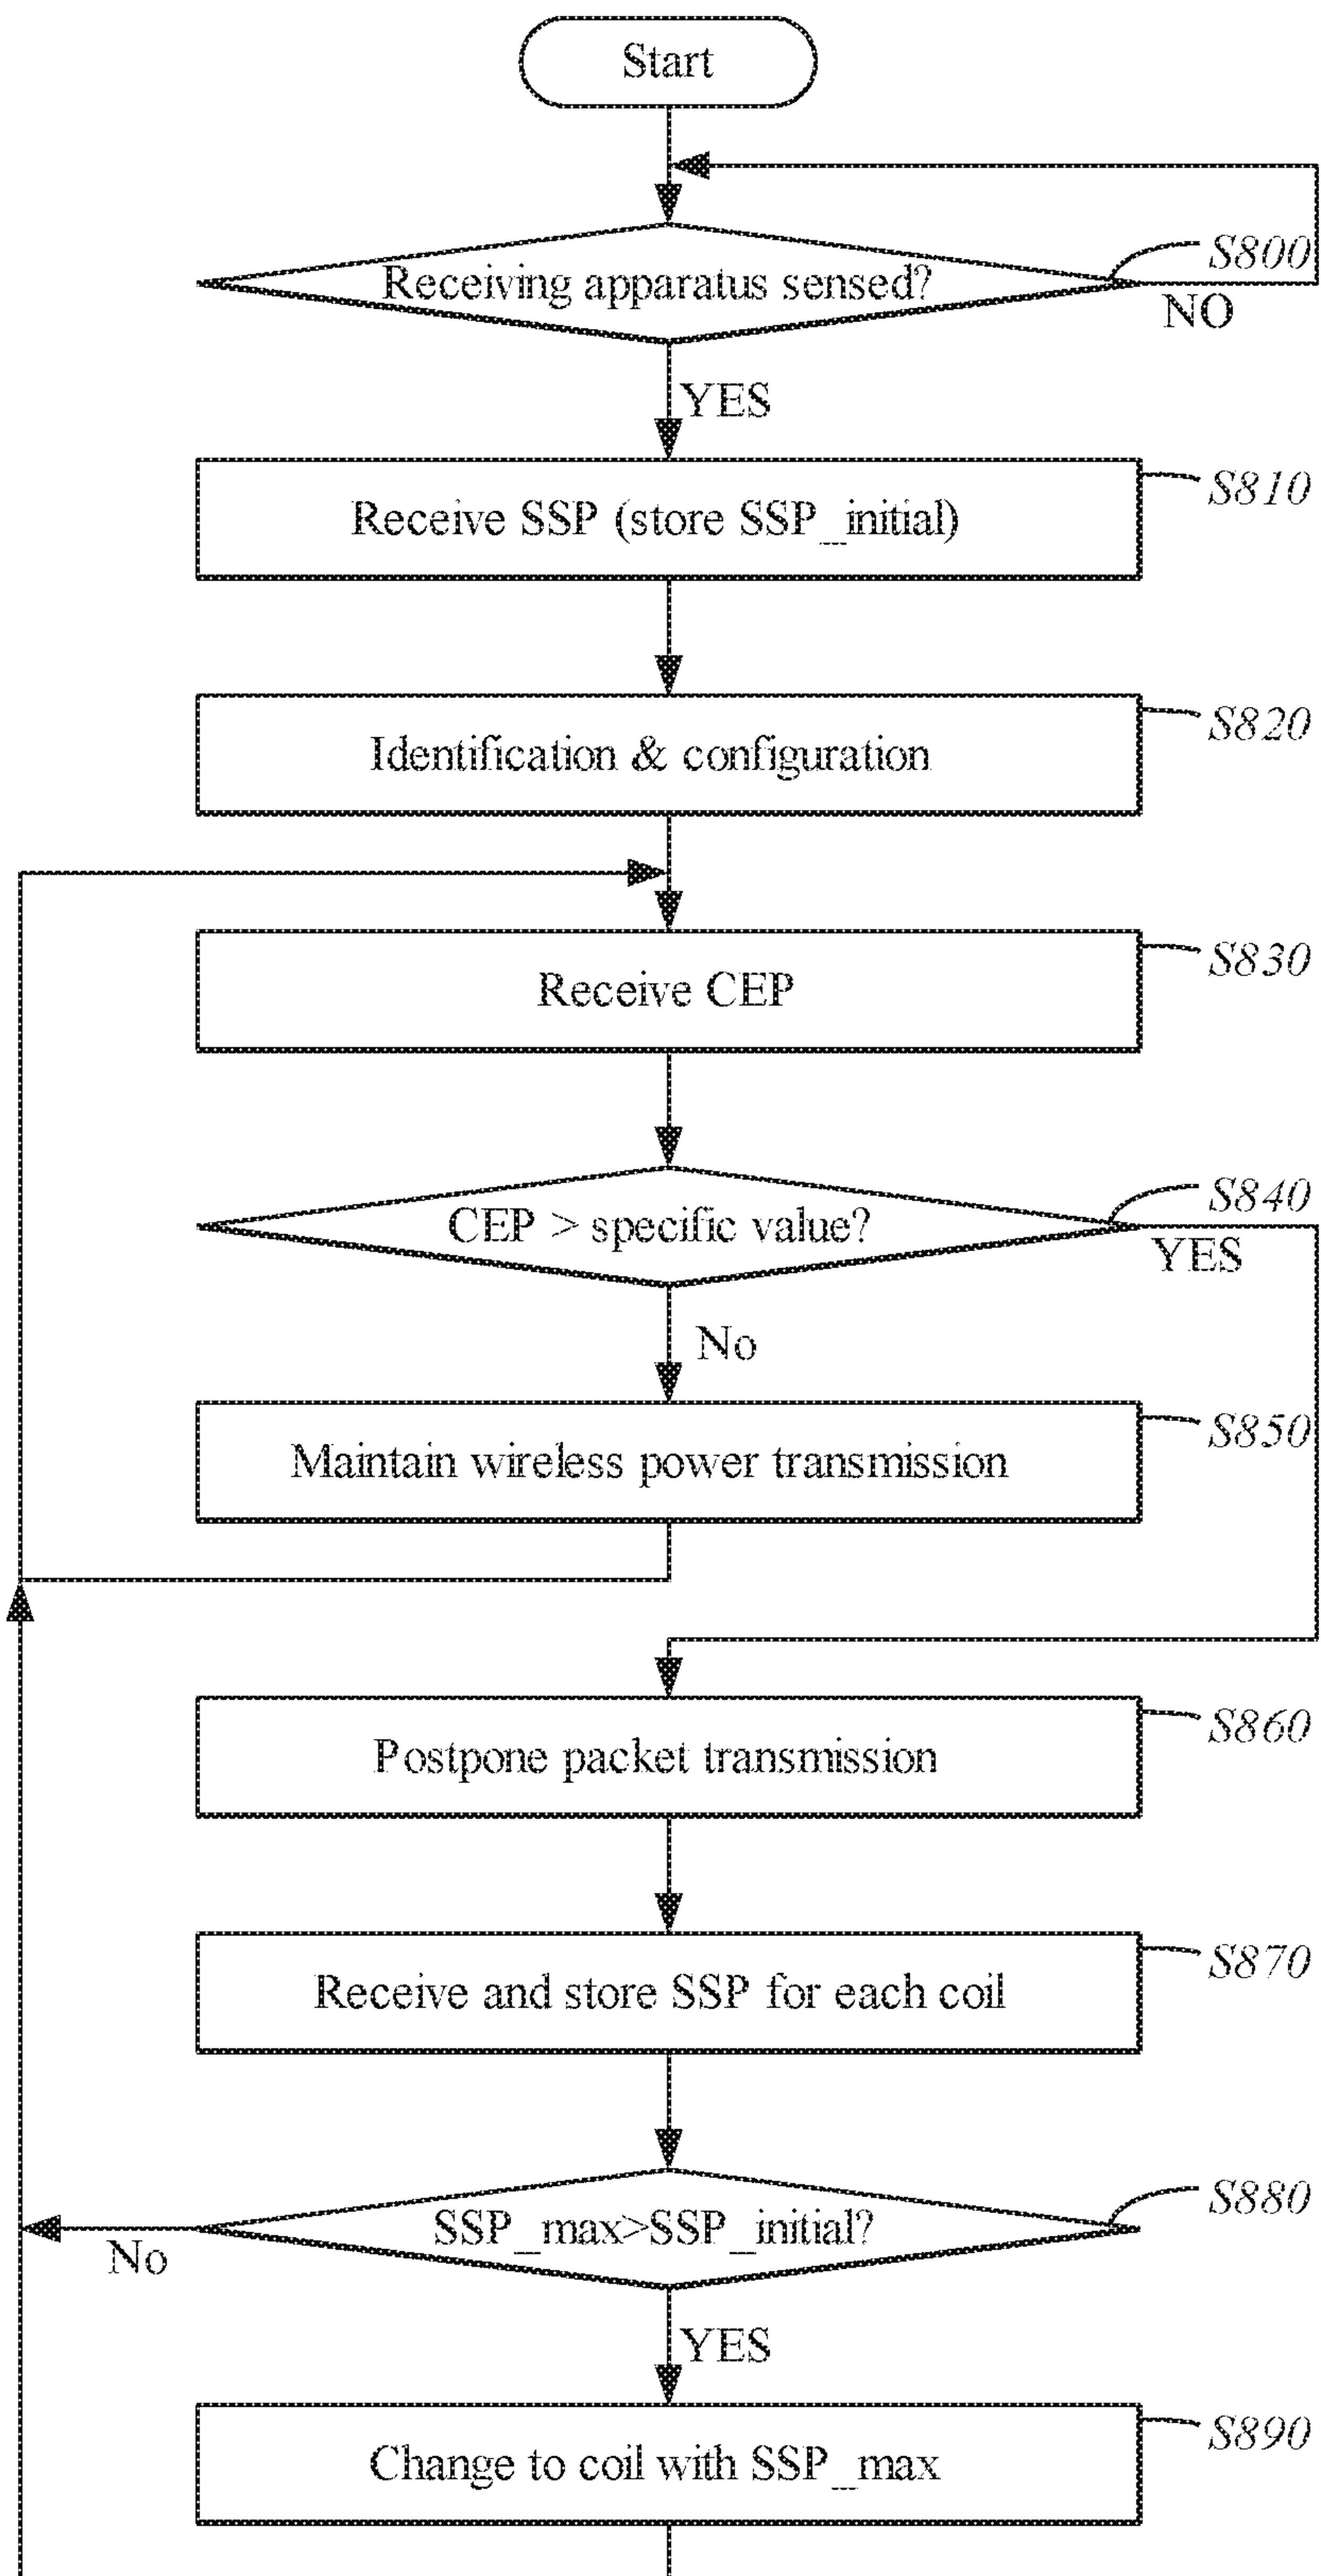 Start
Receiving apparatus sensed?
S800
NO
YES
Receive SSP (store SSP_initial)
S810
Identification & configuration
S820
Receive CEP
S830
CEP > specific value?
S840
YES
No
Maintain wireless power transmission
S850
Postpone packet transmission
S860
Receive and store SSP for each coil
S870
SSP_max>SSP_initial?
S880
No
YES
Change to coil with SSP_max
S890